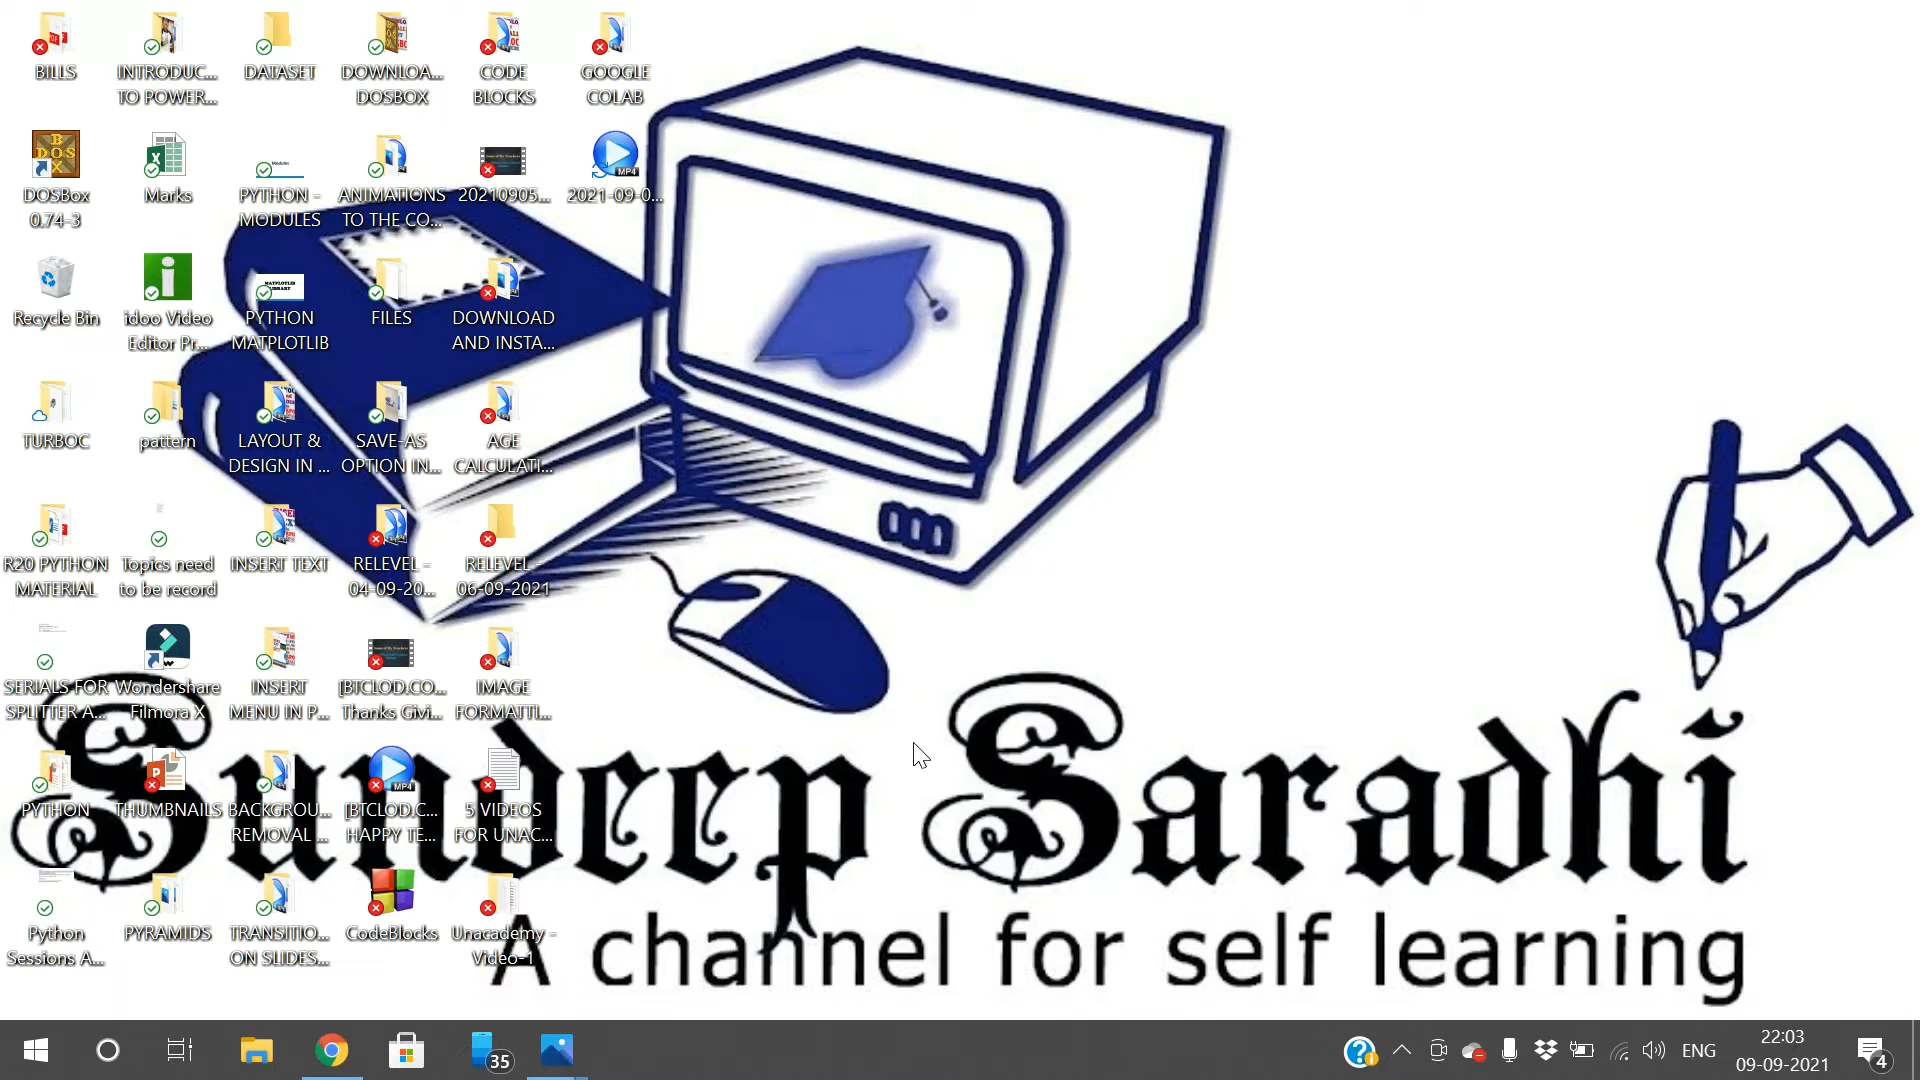 BILLS
INTRODUC...
TO POWER...
DATASET
DOWNLOA...
DOSBOX
CODE
BLOCKS
GOOGLE
COLAB
DOSBox
0.74-3
Marks
PYTHON -
MODULES
ANIMATIONS
TO THE CO...
20210905...
MP4
2021-09-0...
Recycle Bin
idoo Video
Editor Pr...
MATPLOTLIB
LIBRARY
PYTHON
MATPLOTLIB
FILES
DOWNLOAD
AND INSTA...
TURBOC
pattern
LAYOUT &
DESIGN IN ...
SAVE-AS
OPTION IN...
AGE
CALCULATI...
R20 PYTHON
MATERIAL
Topics need
to be record
INSERT TEXT
RELEVEL -
04-09-20...
RELEVEL -
06-09-2021
SERIALS FOR
SPLITTER A...
Wondershare
Filmora X
INSERT
MENU IN P...
[BTCLOD.CO...
Thanks Givi...
IMAGE
FORMATTI...
PYTHON
THUMBNAILS
BACKGROU...
REMOVAL ...
MP4
[BTCLOD.C...
HAPPY TE...
5 VIDEOS
FOR UNAC...
Python
Sessions A...
PYRAMIDS
TRANSITIO...
ON SLIDES...
CodeBlocks
Unacademy -
Video-1
Sundeep Saradhi
A channel for self learning
35
ENG
22:03
09-09-2021
4